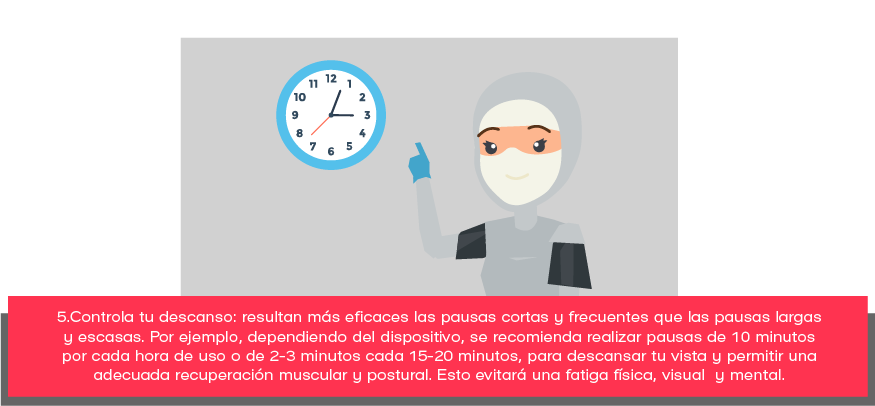 12
11 1
10 2
9 3
8 4
7 5
6
5.Controla tu descanso: resultan más eficaces las pausas cortas y frecuentes que las pausas largas
y escasas. Por ejemplo, dependiendo del dispositivo, se recomienda realizar pausas de 10 minutos
por cada hora de uso o de 2-3 minutos cada 15-20 minutos, para descansar tu vista y permitir una
adecuada recuperación muscular y postural. Esto evitará una fatiga física, visual  y mental.